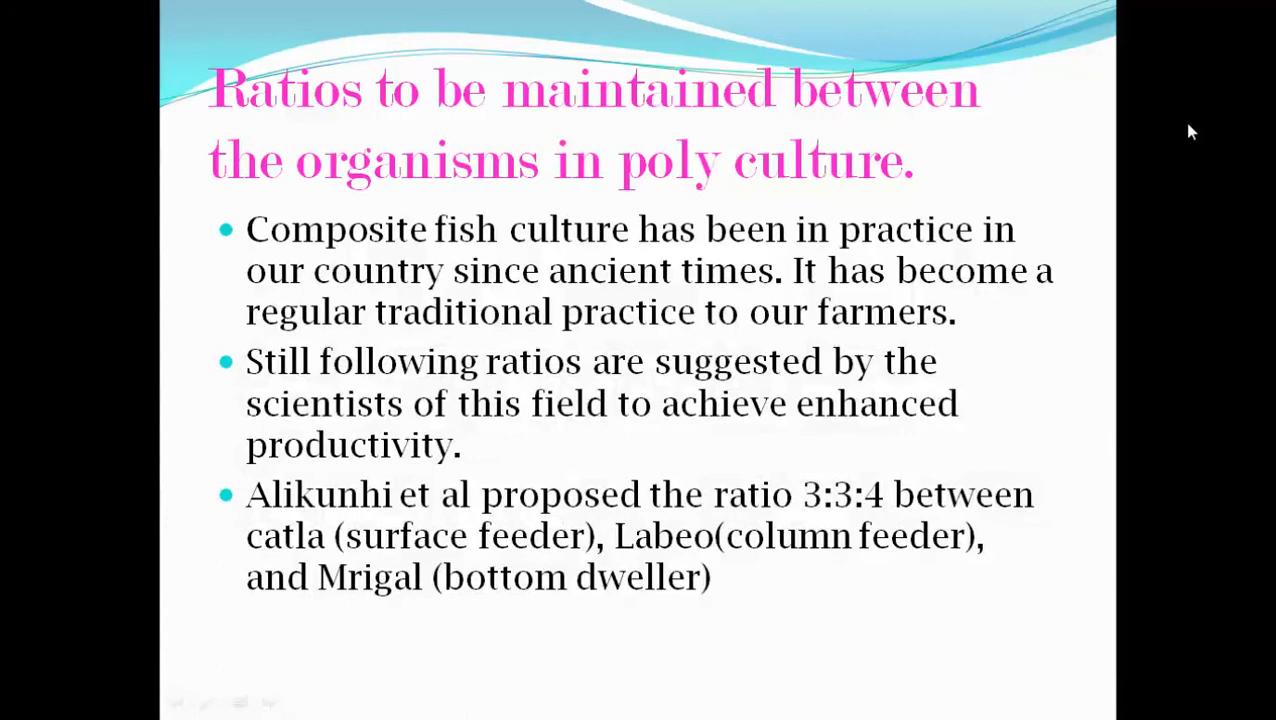 Ratios to be maintained between
the organisms in poly culture.
• Composite fish culture has been in practice in
our country since ancient times. It has become a
regular traditional practice to our farmers.
• Still following ratios are suggested by the
scientists of this field to achieve enhanced
productivity.
• Alikunhi et al proposed the ratio 3:3:4 between
catla (surface feeder), Labeo(column feeder),
and Mrigal (bottom dweller)